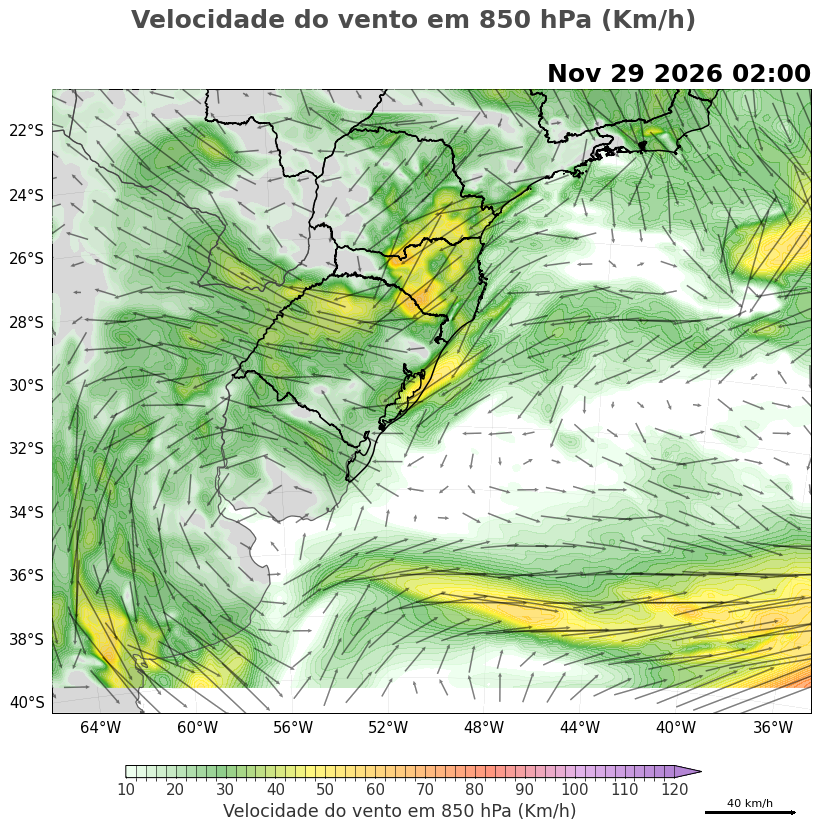 Velocidade do vento em 850 hPa (Km/h)
Nov 29 2026 02:00
22°S
24°S
26°S
28°S
30°S
32°S
34°S
36°S
38°S
40°S
64°W 60°W 56°W 52°W 48°W 44°W 40°W 36°W
10 20 30 40 50 60 70 80 90 100 110 120
Velocidade do vento em 850 hPa (Km/h)
40 km/h